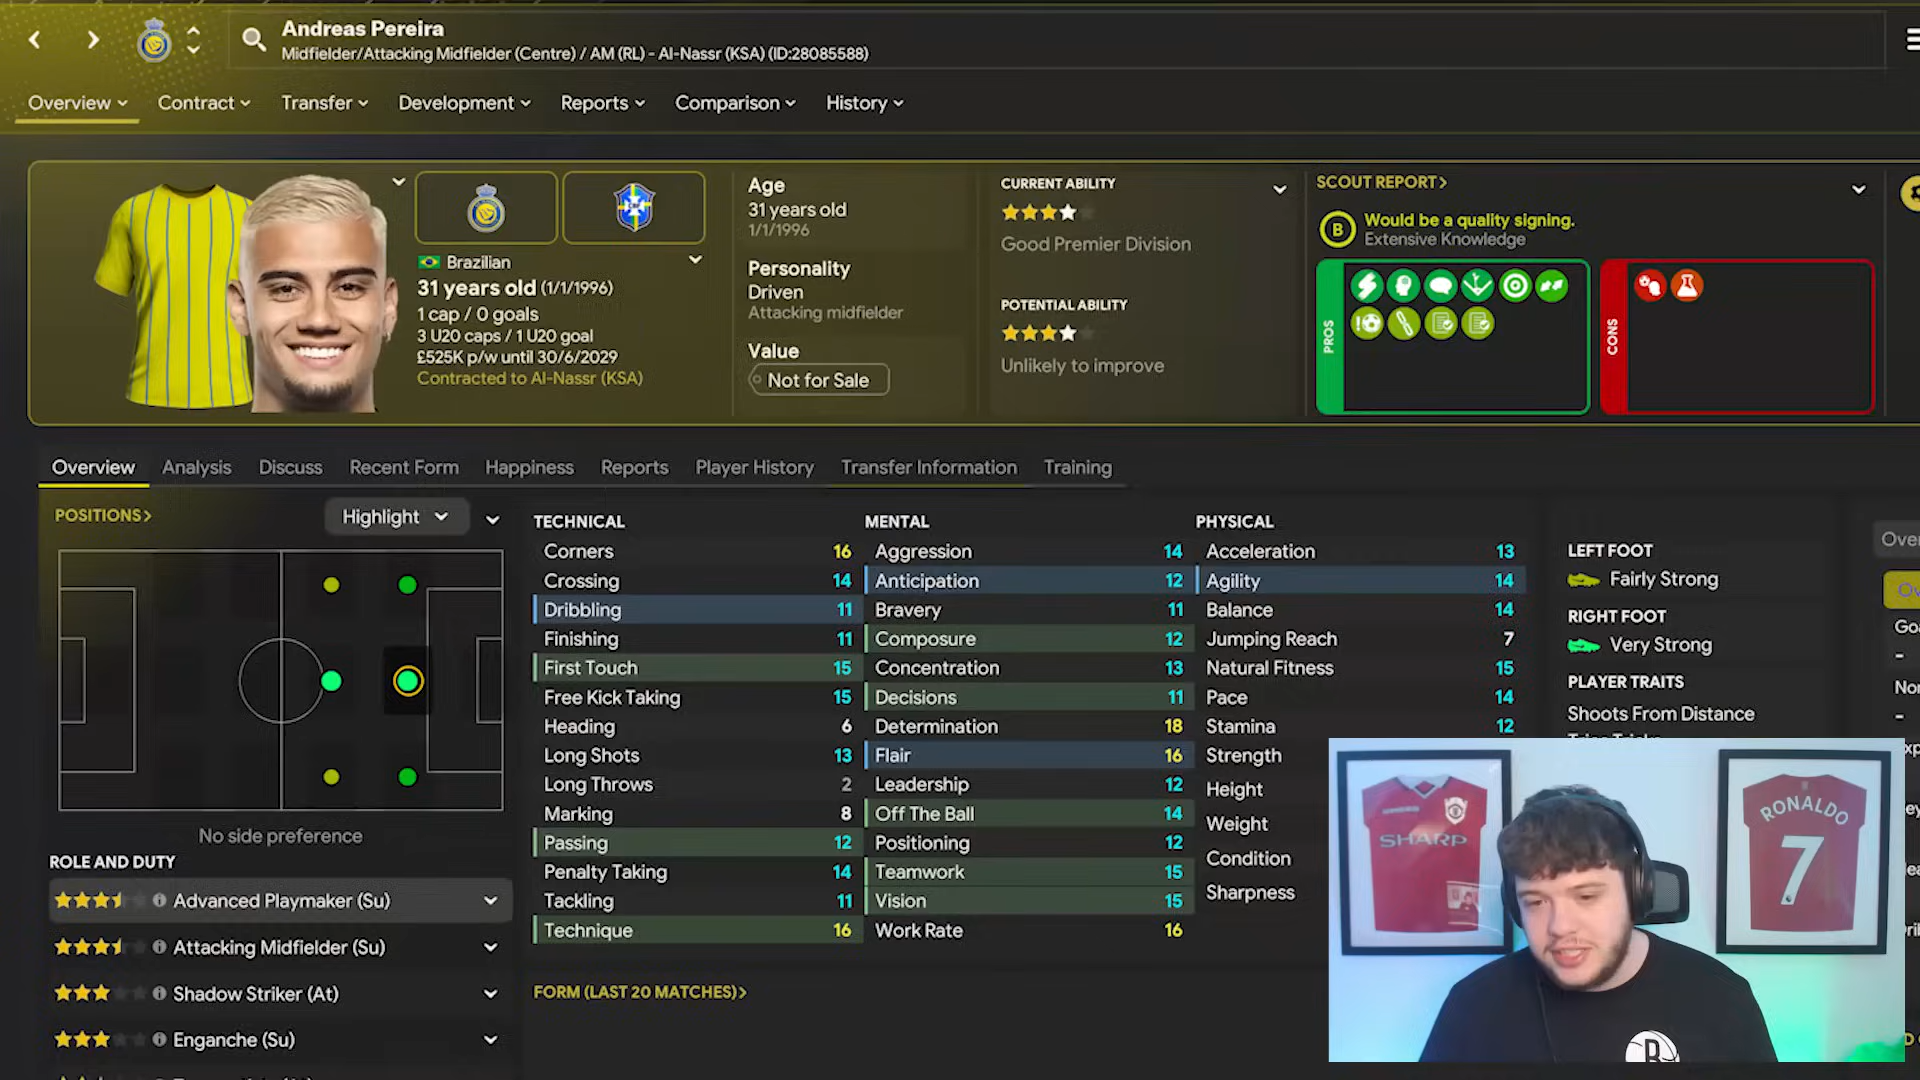 Andreas Pereira
Midfielder/Attacking Midfielder (Centre) / AM (RL) - Al-Nassr (KSA) (ID:28085588)
Overview
Contract
Transfer
Development
Reports
Comparison
History
Brazilian
31 years old (1/1/1996)
1 cap / 0 goals
3 U20 caps / 1 U20 goal
£525K p/w until 30/6/2029
Contracted to Al-Nassr (KSA)
Age
31 years old
1/1/1996
Personality
Driven
Attacking midfielder
Value
Not for Sale
CURRENT ABILITY
Good Premier Division
POTENTIAL ABILITY
Unlikely to improve
SCOUT REPORT>
B
Would be a quality signing.
Extensive Knowledge
PROS
CONS
Overview
Analysis
Discuss
Recent Form
Happiness
Reports
Player History
Transfer Information
Training
POSITIONS>
Highlight
No side preference
ROLE AND DUTY
Advanced Playmaker (Su)
Attacking Midfielder (Su)
Shadow Striker (At)
Enganche (Su)
TECHNICAL
Corners 16
Crossing 14
Dribbling 11
Finishing 11
First Touch 15
Free Kick Taking 15
Heading 6
Long Shots 13
Long Throws 2
Marking 8
Passing 12
Penalty Taking 14
Tackling 11
Technique 16
MENTAL
Aggression 14
Anticipation 12
Bravery 11
Composure 12
Concentration 13
Decisions 11
Determination 18
Flair 16
Leadership 12
Off The Ball 14
Positioning 12
Teamwork 15
Vision 15
Work Rate 16
PHYSICAL
Acceleration 13
Agility 14
Balance 14
Jumping Reach 7
Natural Fitness 15
Pace 14
Stamina 12
Strength
Height
Weight
Condition
Sharpness
LEFT FOOT
Fairly Strong
RIGHT FOOT
Very Strong
PLAYER TRAITS
Shoots From Distance
FORM (LAST 20 MATCHES)>
SHARP
RONALDO
7
B